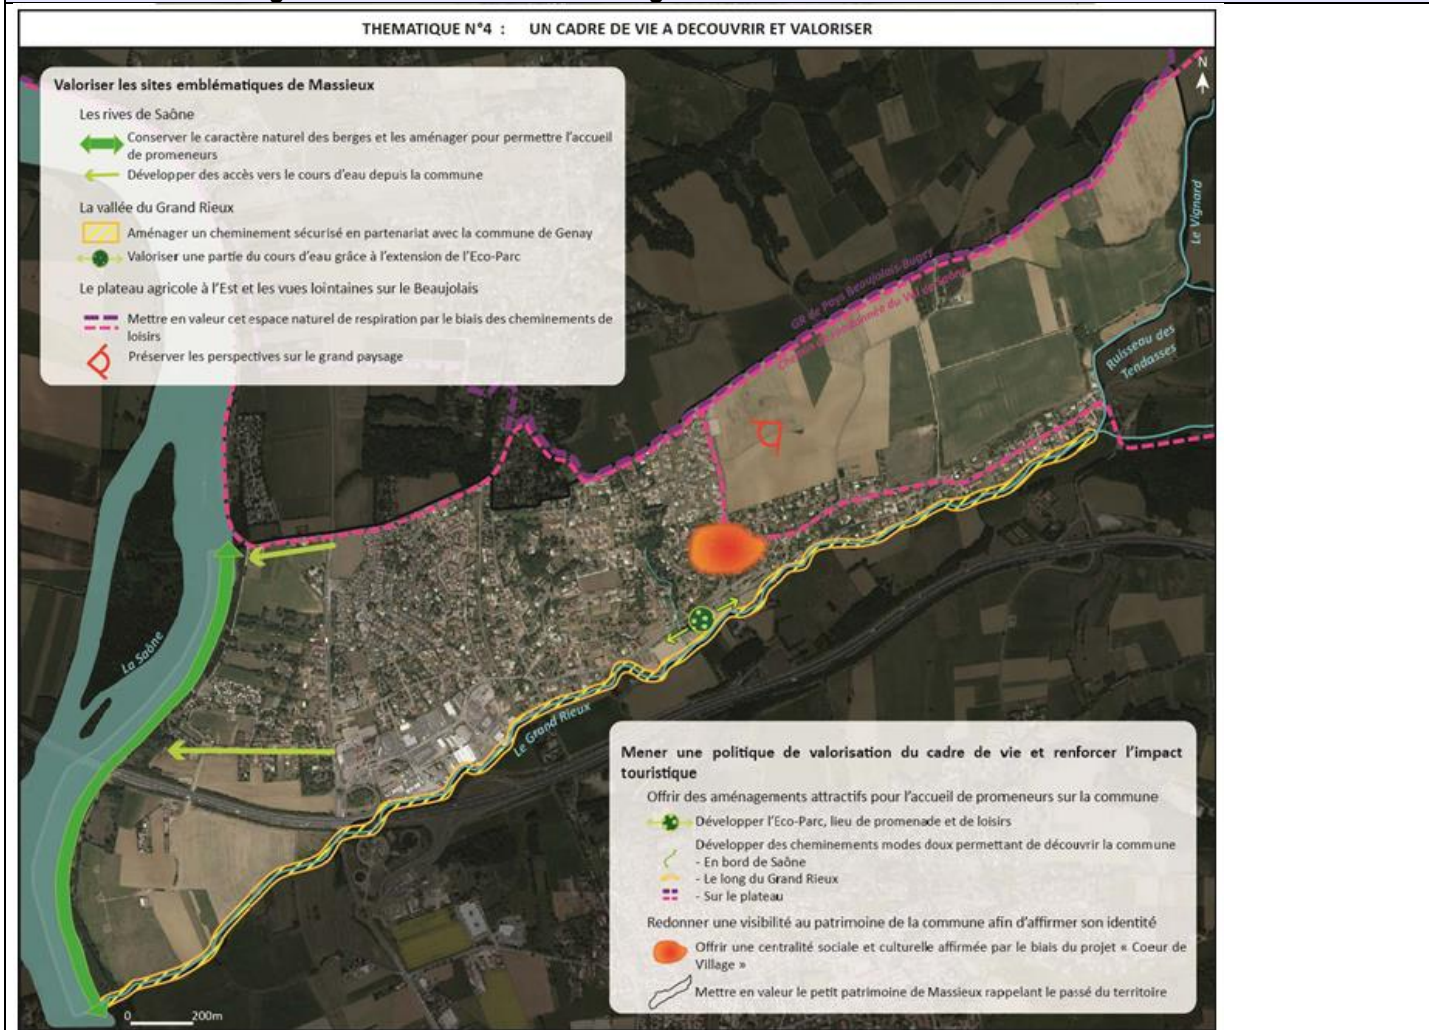 THEMATIQUE N°4 : UN CADRE DE VIE A DECOUVRIR ET VALORISER
N
Valoriser les sites emblématiques de Massieux
Les rives de Saône
Conserver le caractère naturel des berges et les aménager pour permettre l'accueil
de promeneurs
Développer des accès vers le cours d'eau depuis la commune
La vallée du Grand Rieux
Aménager un cheminement sécurisé en partenariat avec la commune de Genay
Valoriser une partie du cours d'eau grâce à l'extension de l'Eco-Parc
Le plateau agricole à l'Est et les vues lointaines sur le Beaujolais
Mettre en valeur cet espace naturel de respiration par le biais des cheminements de
loisirs
Préserver les perspectives sur le grand paysage
Le Vignard
GR de Pays Beaujolais-Bugey
Chemin de randonnée du Val de Saône
Ruisseau des
Tendasses
La Saône
Le Grand Rieux
Mener une politique de valorisation du cadre de vie et renforcer l'impact
touristique
Offrir des aménagements attractifs pour l'accueil de promeneurs sur la commune
Développer l'Eco-Parc, lieu de promenade et de loisirs
Développer des cheminements modes doux permettant de découvrir la commune
- En bord de Saône
- Le long du Grand Rieux
- Sur le plateau
Redonner une visibilité au patrimoine de la commune afin d'affirmer son identité
Offrir une centralité sociale et culturelle affirmée par le biais du projet « Coeur de
Village »
Mettre en valeur le petit patrimoine de Massieux rappelant le passé du territoire
0 200m